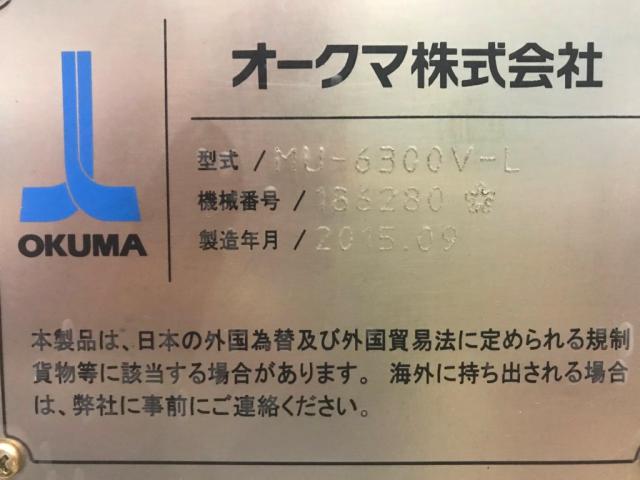 オークマ株式会社
OKUMA
型式 / MU-6300V-L
機械番号 / 186280
製造年月 / 2015.09
本製品は、日本の外国為替及び外国貿易法に定められる規制
貨物等に該当する場合があります。 海外に持ち出される場合
は、弊社に事前にご連絡ください。